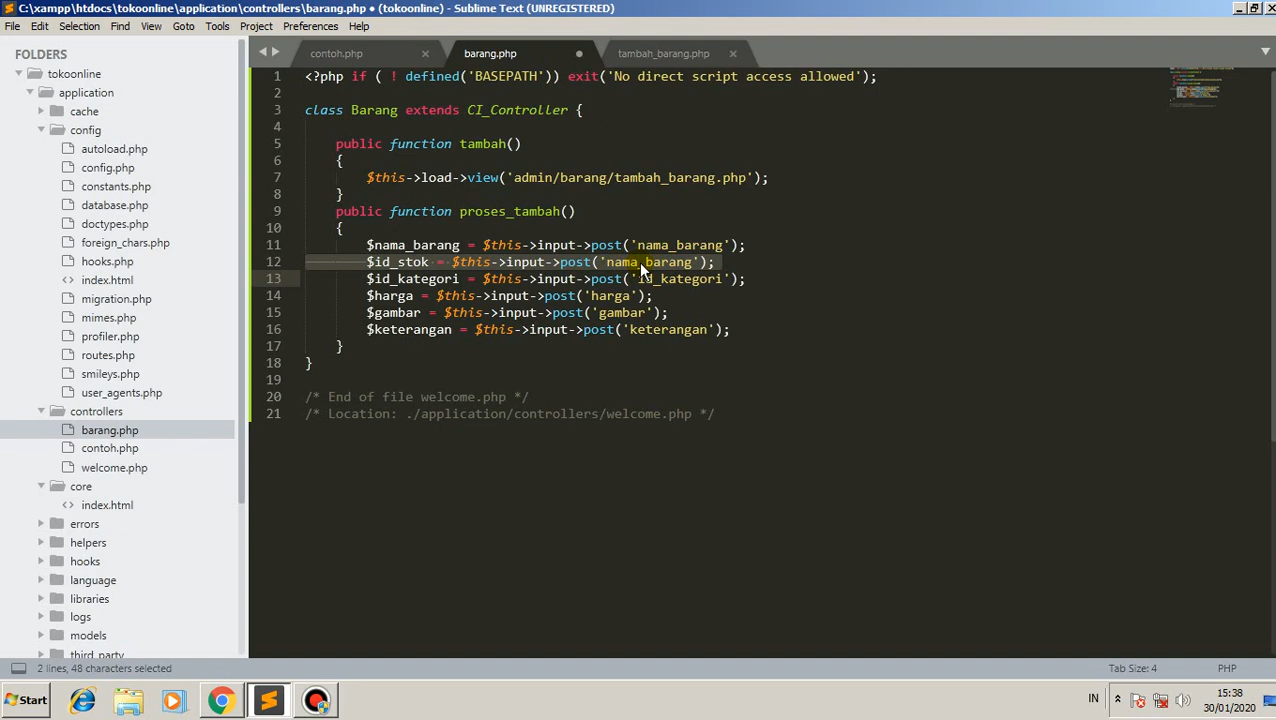 C:\xampp\htdocs\tokoonline\application\controllers\barang.php • (tokoonline) - Sublime Text (UNREGISTERED)
File Edit Selection Find View Goto Tools Project Preferences Help
FOLDERS
tokoonline
application
cache
config
autoload.php
config.php
constants.php
database.php
doctypes.php
foreign_chars.php
hooks.php
index.html
migration.php
mimes.php
profiler.php
routes.php
smileys.php
user_agents.php
controllers
barang.php
contoh.php
welcome.php
core
index.html
errors
helpers
hooks
language
libraries
logs
models
third_party
contoh.php barang.php tambah_barang.php
1 <?php if ( ! defined('BASEPATH')) exit('No direct script access allowed');
2
3 class Barang extends CI_Controller {
4
5 public function tambah()
6 {
7 $this->load->view('admin/barang/tambah_barang.php');
8 }
9 public function proses_tambah()
10 {
11 $nama_barang = $this->input->post('nama_barang');
12 $id_stok = $this->input->post('nama_barang');
13 $id_kategori = $this->input->post('id_kategori');
14 $harga = $this->input->post('harga');
15 $gambar = $this->input->post('gambar');
16 $keterangan = $this->input->post('keterangan');
17 }
18 }
19
20 /* End of file welcome.php */
21 /* Location: ./application/controllers/welcome.php */
2 lines, 48 characters selected Tab Size: 4 PHP
Start IN 15:38
30/01/2020